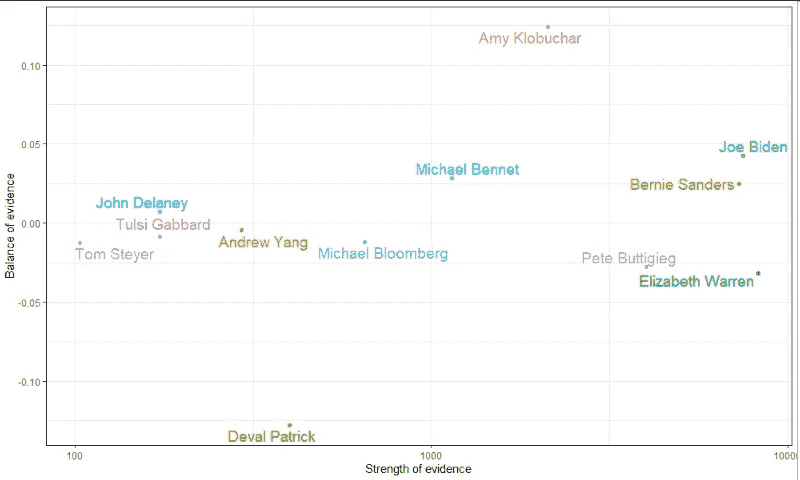 Amy Klobuchar
0.10
0.05
Joe Biden
Michael Bennet
Bernie Sanders
John Delaney
Tulsi Gabbard
0.00
Andrew Yang
Tom Steyer
Michael Bloomberg
Pete Buttigieg
Elizabeth Warren
-0.05
-0.10
Deval Patrick
Balance of evidence
100
1000
1000
Strength of evidence